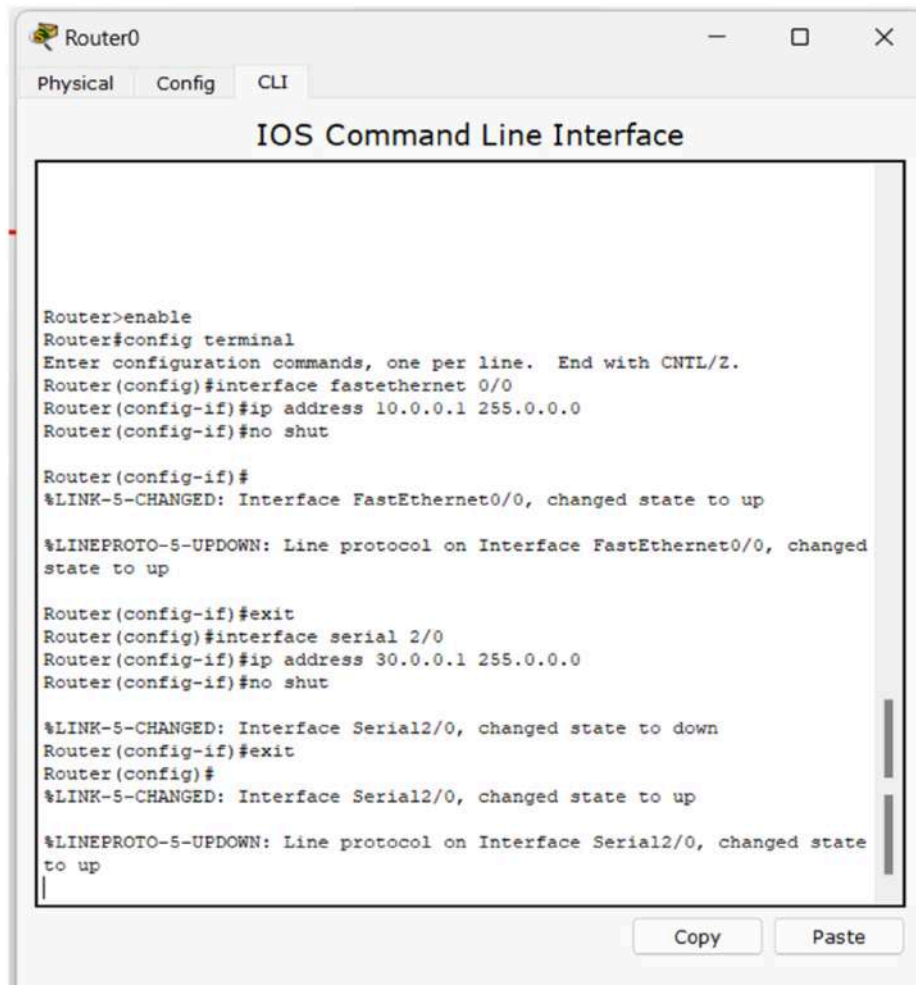 Router0
Physical Config CLI
IOS Command Line Interface
Router>enable
Router#config terminal
Enter configuration commands, one per line.  End with CNTL/Z.
Router(config)#interface fastethernet 0/0
Router(config-if)#ip address 10.0.0.1 255.0.0.0
Router(config-if)#no shut
Router(config-if)#
%LINK-5-CHANGED: Interface FastEthernet0/0, changed state to up
%LINEPROTO-5-UPDOWN: Line protocol on Interface FastEthernet0/0, changed
state to up
Router(config-if)#exit
Router(config)#interface serial 2/0
Router(config-if)#ip address 30.0.0.1 255.0.0.0
Router(config-if)#no shut
%LINK-5-CHANGED: Interface Serial2/0, changed state to down
Router(config-if)#exit
Router(config)#
%LINK-5-CHANGED: Interface Serial2/0, changed state to up
%LINEPROTO-5-UPDOWN: Line protocol on Interface Serial2/0, changed state
to up
Copy Paste